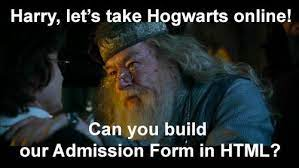 Harry, let's take Hogwarts online!
Can you build
our Admission Form in HTML?